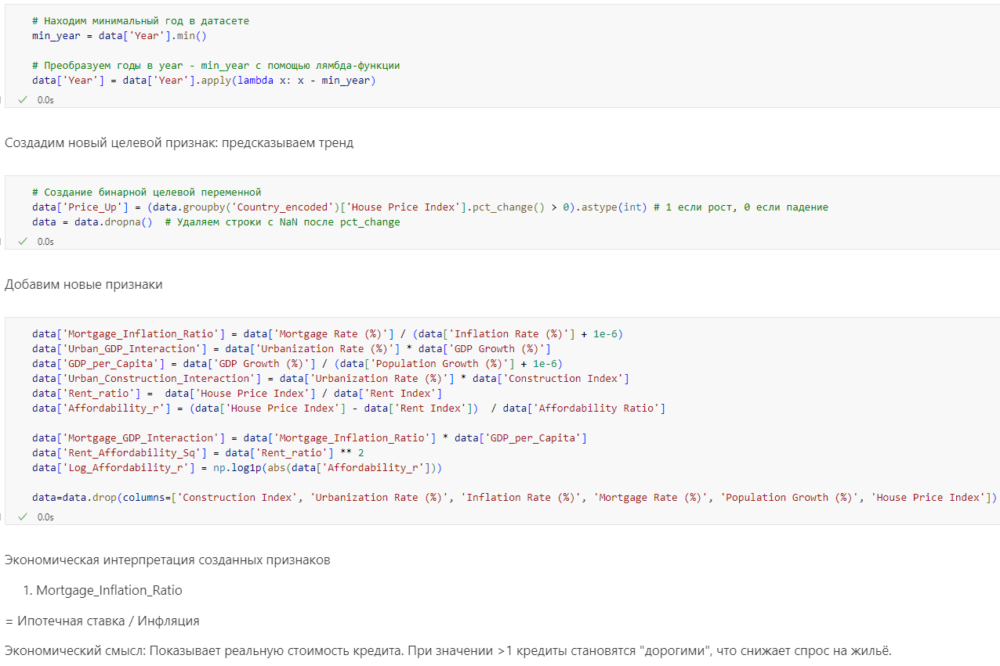 # Находим минимальный год в датасете
min_year = data['Year'].min()
# Преобразуем годы в year - min_year с помощью лямбда-функции
data['Year'] = data['Year'].apply(lambda x: x - min_year)
✓ 0.0s
Создадим новый целевой признак: предсказываем тренд
# Создание бинарной целевой переменной
data['Price_Up'] = (data.groupby('Country_encoded')['House Price Index'].pct_change() > 0).astype(int) # 1 если рост, 0 если падение
data = data.dropna()  # Удаляем строки с NaN после pct_change
✓ 0.0s
Добавим новые признаки
data['Mortgage_Inflation_Ratio'] = data['Mortgage Rate (%)'] / (data['Inflation Rate (%)'] + 1e-6)
data['Urban_GDP_Interaction'] = data['Urbanization Rate (%)'] * data['GDP Growth (%)']
data['GDP_per_Capita'] = data['GDP Growth (%)'] / (data['Population Growth (%)'] + 1e-6)
data['Urban_Construction_Interaction'] = data['Urbanization Rate (%)'] * data['Construction Index']
data['Rent_ratio'] =  data['House Price Index'] / data['Rent Index']
data['Affordability_r'] = (data['House Price Index'] - data['Rent Index'])  / data['Affordability Ratio']
data['Mortgage_GDP_Interaction'] = data['Mortgage_Inflation_Ratio'] * data['GDP_per_Capita']
data['Rent_Affordability_Sq'] = data['Rent_ratio'] ** 2
data['Log_Affordability_r'] = np.log1p(abs(data['Affordability_r']))
data=data.drop(columns=['Construction Index', 'Urbanization Rate (%)', 'Inflation Rate (%)', 'Mortgage Rate (%)', 'Population Growth (%)', 'House Price Index'])
✓ 0.0s
Экономическая интерпретация созданных признаков
1. Mortgage_Inflation_Ratio
= Ипотечная ставка / Инфляция
Экономический смысл: Показывает реальную стоимость кредита. При значении >1 кредиты становятся "дорогими", что снижает спрос на жильё.